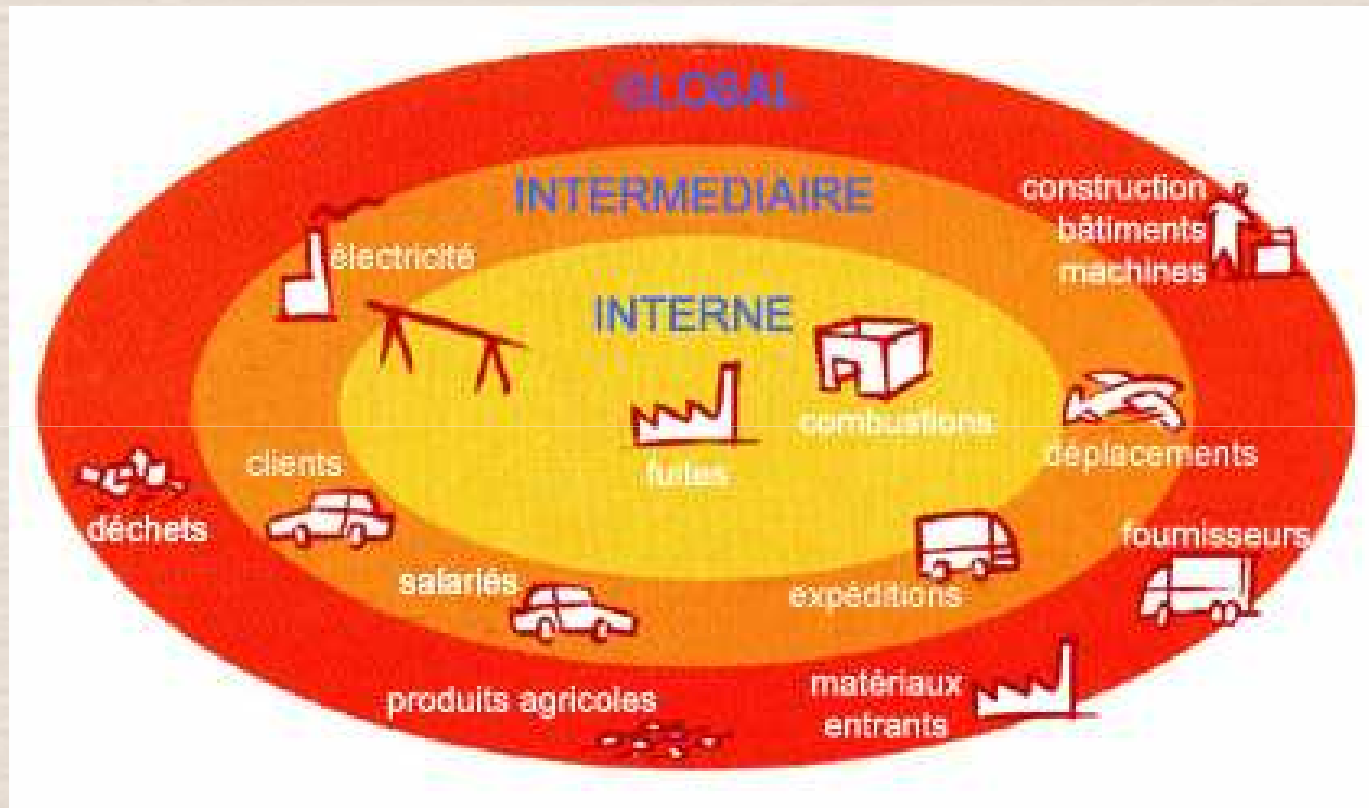 GLOBAL
INTERMEDIAIRE
construction
bâtiments
machines
électricité
INTERNE
combustions
fuites
déplacements
clients
déchets
fournisseurs
salariés
expéditions
produits agricoles
matériaux
entrants